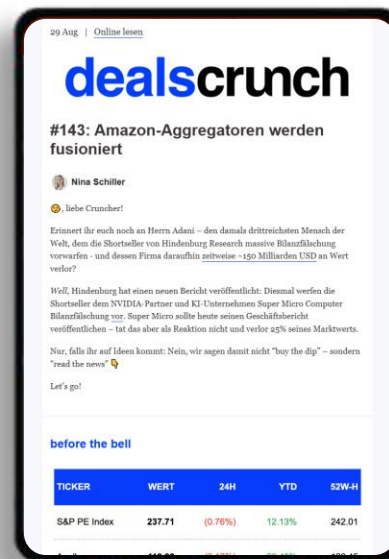 29 Aug | Online lesen
dealscrunch
#143: Amazon-Aggregatoren werden
fusioniert
Nina Schiller
, liebe Cruncher!
Erinnert ihr euch noch an Herrn Adani – den damals drittreichsten Mensch der
Welt, dem die Shortseller von Hindenburg Research massive Bilanzfälschung
vorwarfen - und dessen Firma daraufhin zeitweise ~150 Milliarden USD an Wert
verlor?
Well, Hindenburg hat einen neuen Bericht veröffentlicht: Diesmal werfen die
Shortseller dem NVIDIA-Partner und KI-Unternehmen Super Micro Computer
Bilanzfälschung vor. Super Micro sollte heute seinen Geschäftsbericht
veröffentlichen – tat das aber als Reaktion nicht und verlor 25% seines Marktwerts.
Nur, falls ihr auf Ideen kommt: Nein, wir sagen damit nicht "buy the dip" – sondern
"read the news"
Let's go!
before the bell
TICKER WERT 24H YTD 52W-H
S&P PE Index 237.71 (0.76%) 12.13% 242.01